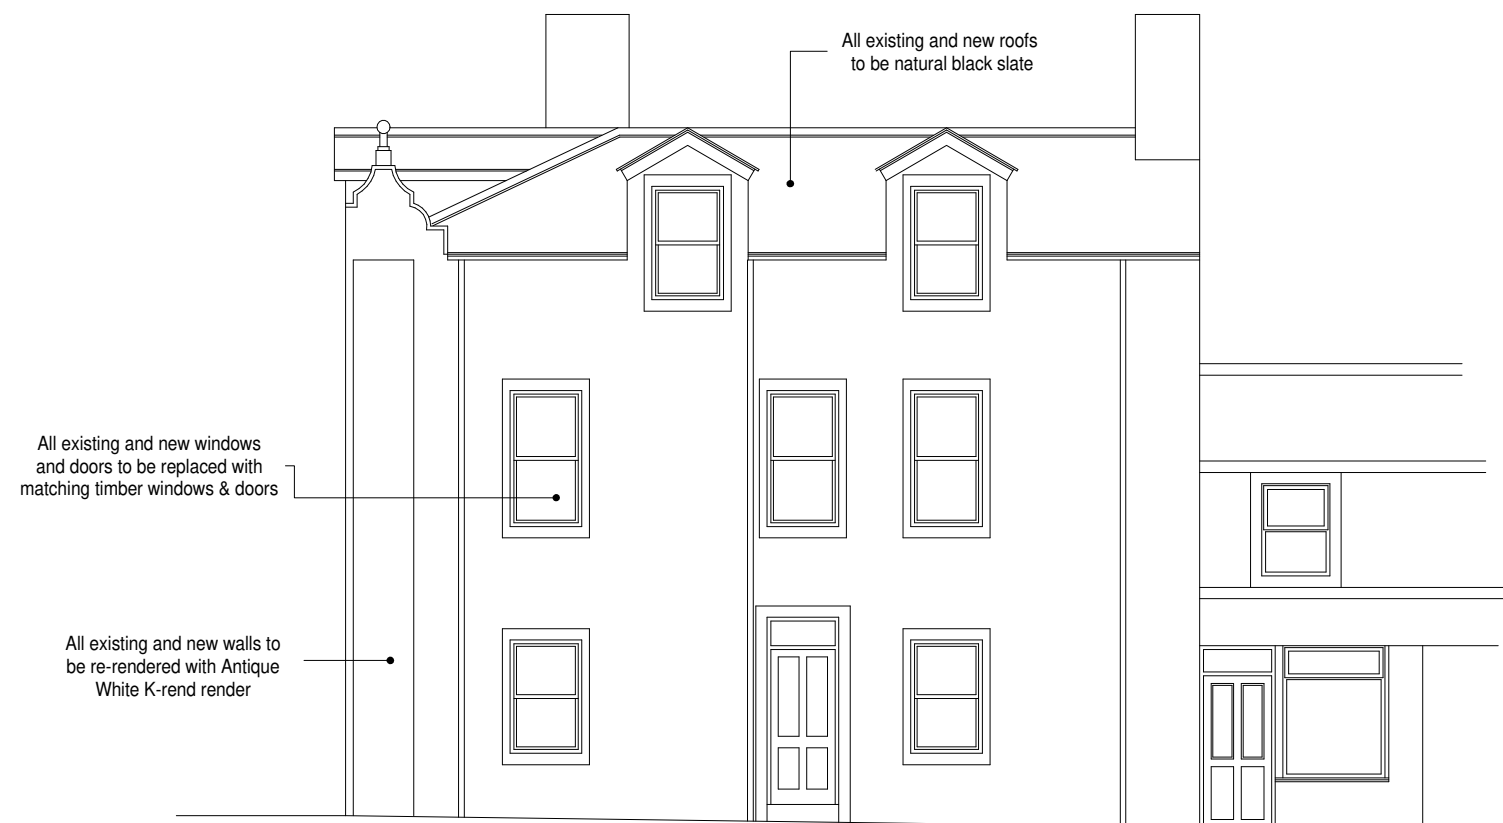 All existing and new roofs
to be natural black slate
All existing and new windows
and doors to be replaced with
matching timber windows & doors
All existing and new walls to
be re-rendered with Antique
White K-rend render